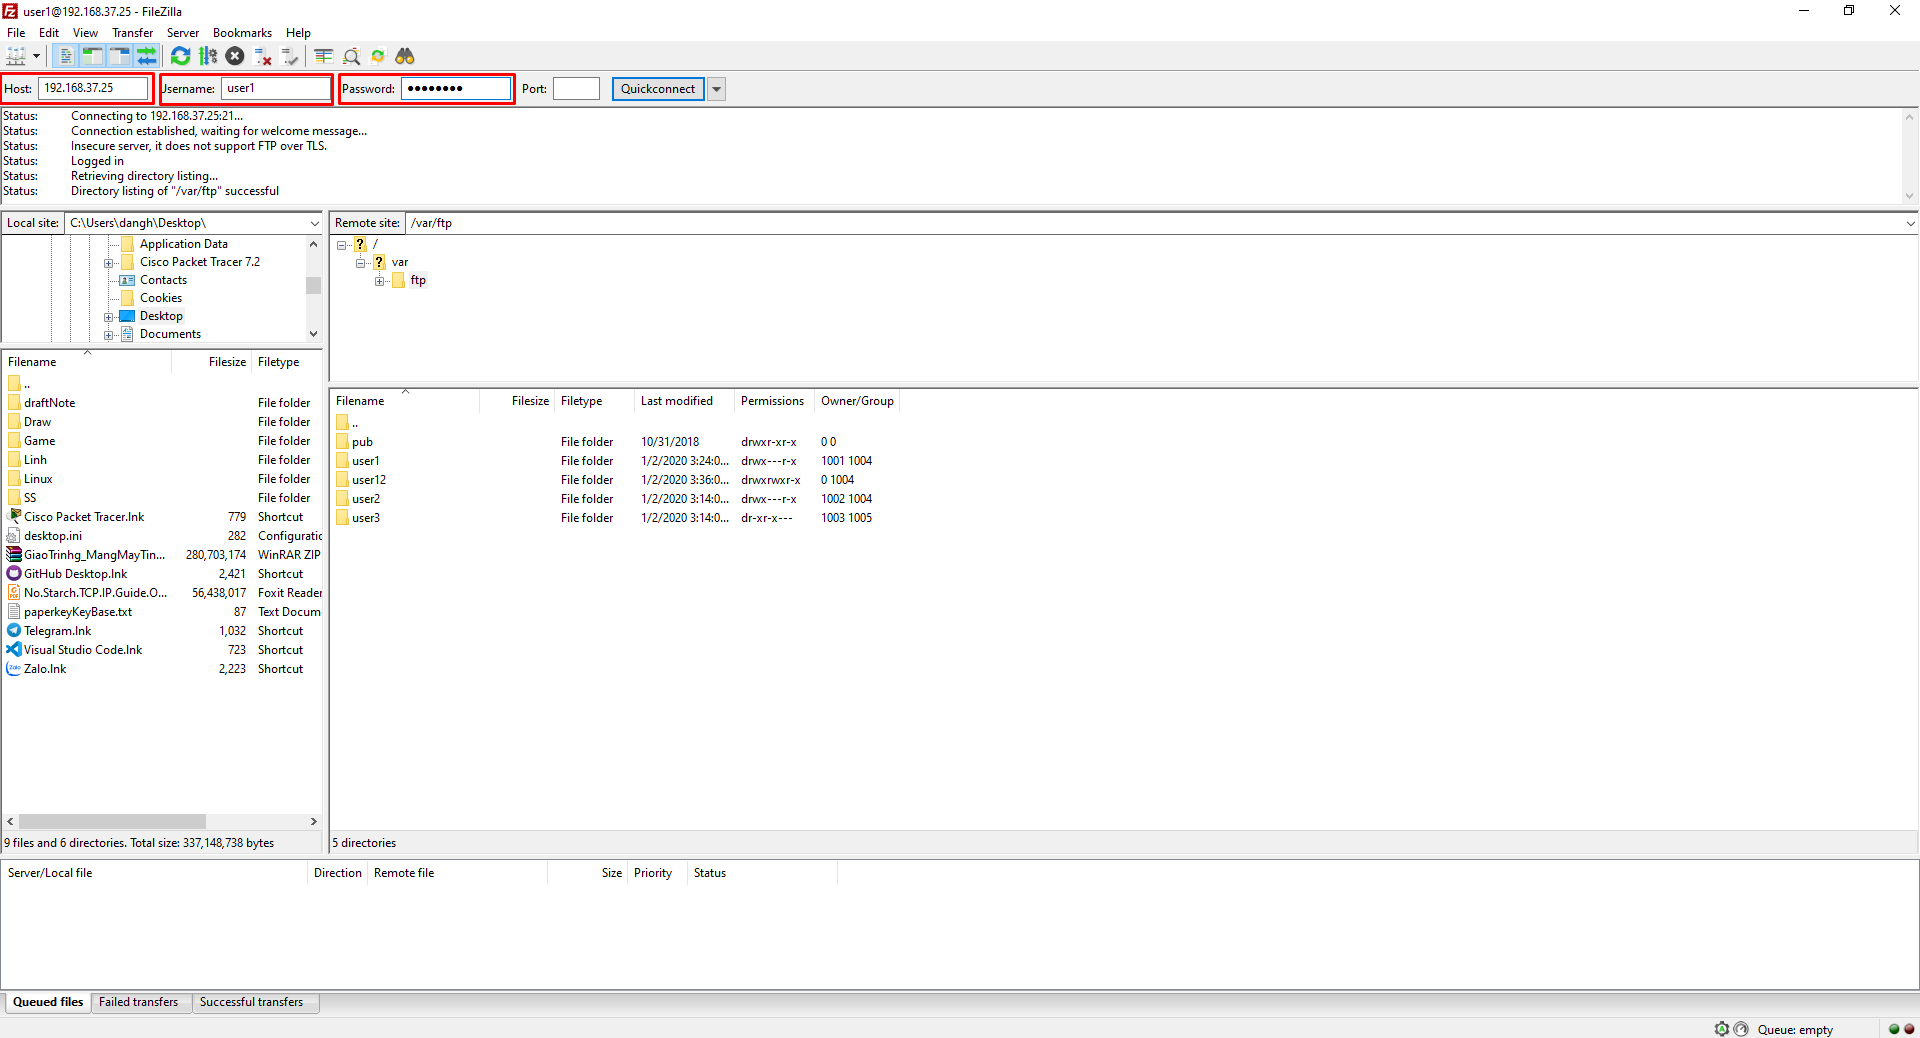 user1@192.168.37.25 - FileZilla
File Edit View Transfer Server Bookmarks Help
Host: 192.168.37.25 Username: user1 Password: ●●●●●●●● Port: Quickconnect
Status: Connecting to 192.168.37.25:21...
Status: Connection established, waiting for welcome message...
Status: Insecure server, it does not support FTP over TLS.
Status: Logged in
Status: Retrieving directory listing...
Status: Directory listing of "/var/ftp" successful
Local site: C:\Users\dangh\Desktop\
Application Data
Cisco Packet Tracer 7.2
Contacts
Cookies
Desktop
Documents
Filename Filesize Filetype
..
draftNote File folder
Draw File folder
Game File folder
Linh File folder
Linux File folder
SS File folder
Cisco Packet Tracer.lnk 779 Shortcut
desktop.ini 282 Configuratic
GiaoTrinhg_MangMayTin... 280,703,174 WinRAR ZIP
GitHub Desktop.lnk 2,421 Shortcut
No.Starch.TCP.IP.Guide.O... 56,438,017 Foxit Reader
paperkeyKeyBase.txt 87 Text Docum
Telegram.lnk 1,032 Shortcut
Visual Studio Code.lnk 723 Shortcut
Zalo.lnk 2,223 Shortcut
9 files and 6 directories. Total size: 337,148,738 bytes
Remote site: /var/ftp
/
var
ftp
Filename Filesize Filetype Last modified Permissions Owner/Group
..
pub File folder 10/31/2018 drwxr-xr-x 0 0
user1 File folder 1/2/2020 3:24:0... drwx---r-x 1001 1004
user12 File folder 1/2/2020 3:36:0... drwxrwxr-x 0 1004
user2 File folder 1/2/2020 3:14:0... drwx---r-x 1002 1004
user3 File folder 1/2/2020 3:14:0... dr-xr-x--- 1003 1005
5 directories
Server/Local file Direction Remote file Size Priority Status
Queued files Failed transfers Successful transfers
Queue: empty